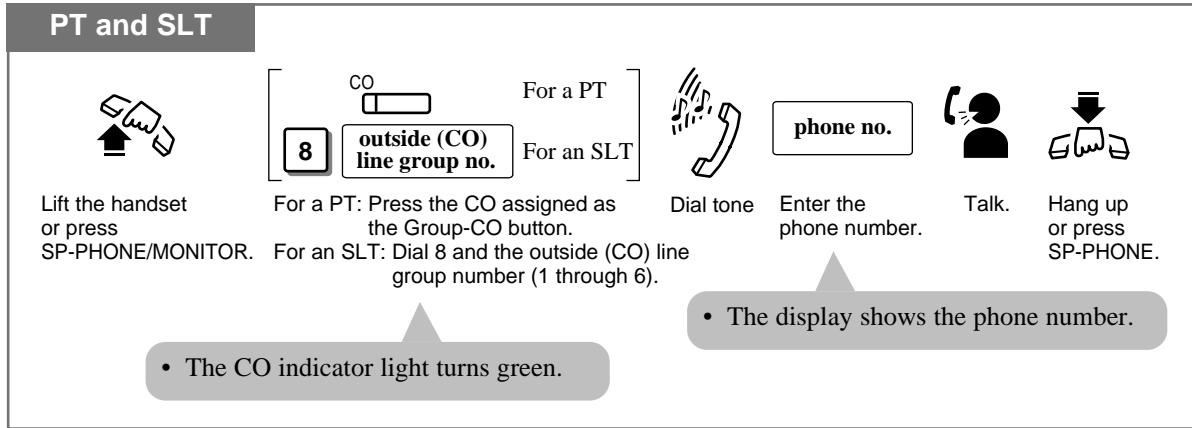 PT and SLT
CO
For a PT
8
outside (CO)
line group no.
For an SLT
phone no.
Lift the handset
or press
SP-PHONE/MONITOR.
For a PT: Press the CO assigned as
the Group-CO button.
For an SLT: Dial 8 and the outside (CO) line
group number (1 through 6).
Dial tone
Enter the
phone number.
Talk.
Hang up
or press
SP-PHONE.
• The display shows the phone number.
• The CO indicator light turns green.